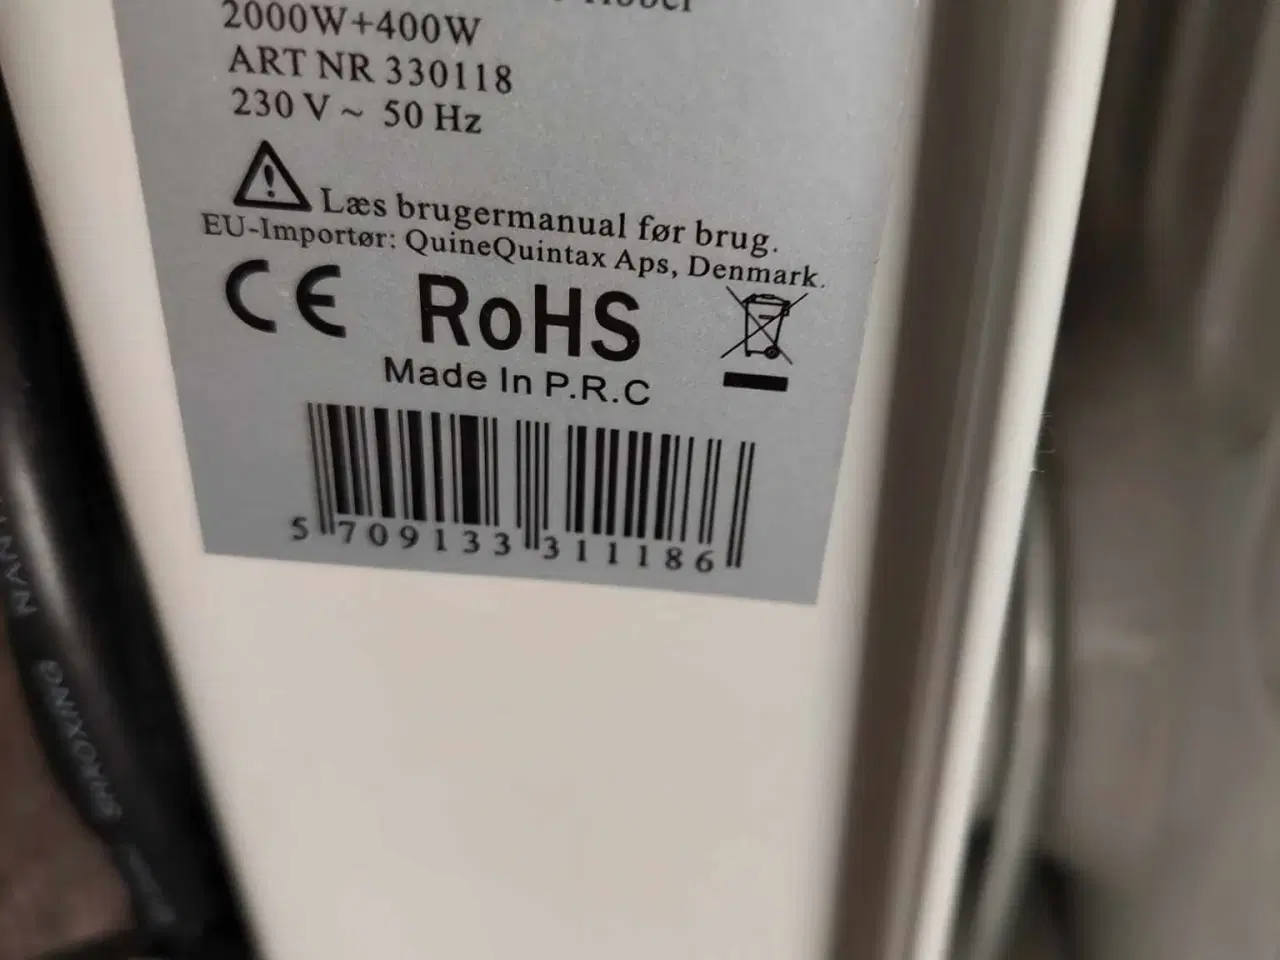 2000W+400W
ART NR 330118
230 V ~ 50 Hz
Læs brugermanual før brug.
EU-Importør: QuineQuintax Aps, Denmark.
CE RoHS
Made In P.R.C
5 709133 311186
SHROXING